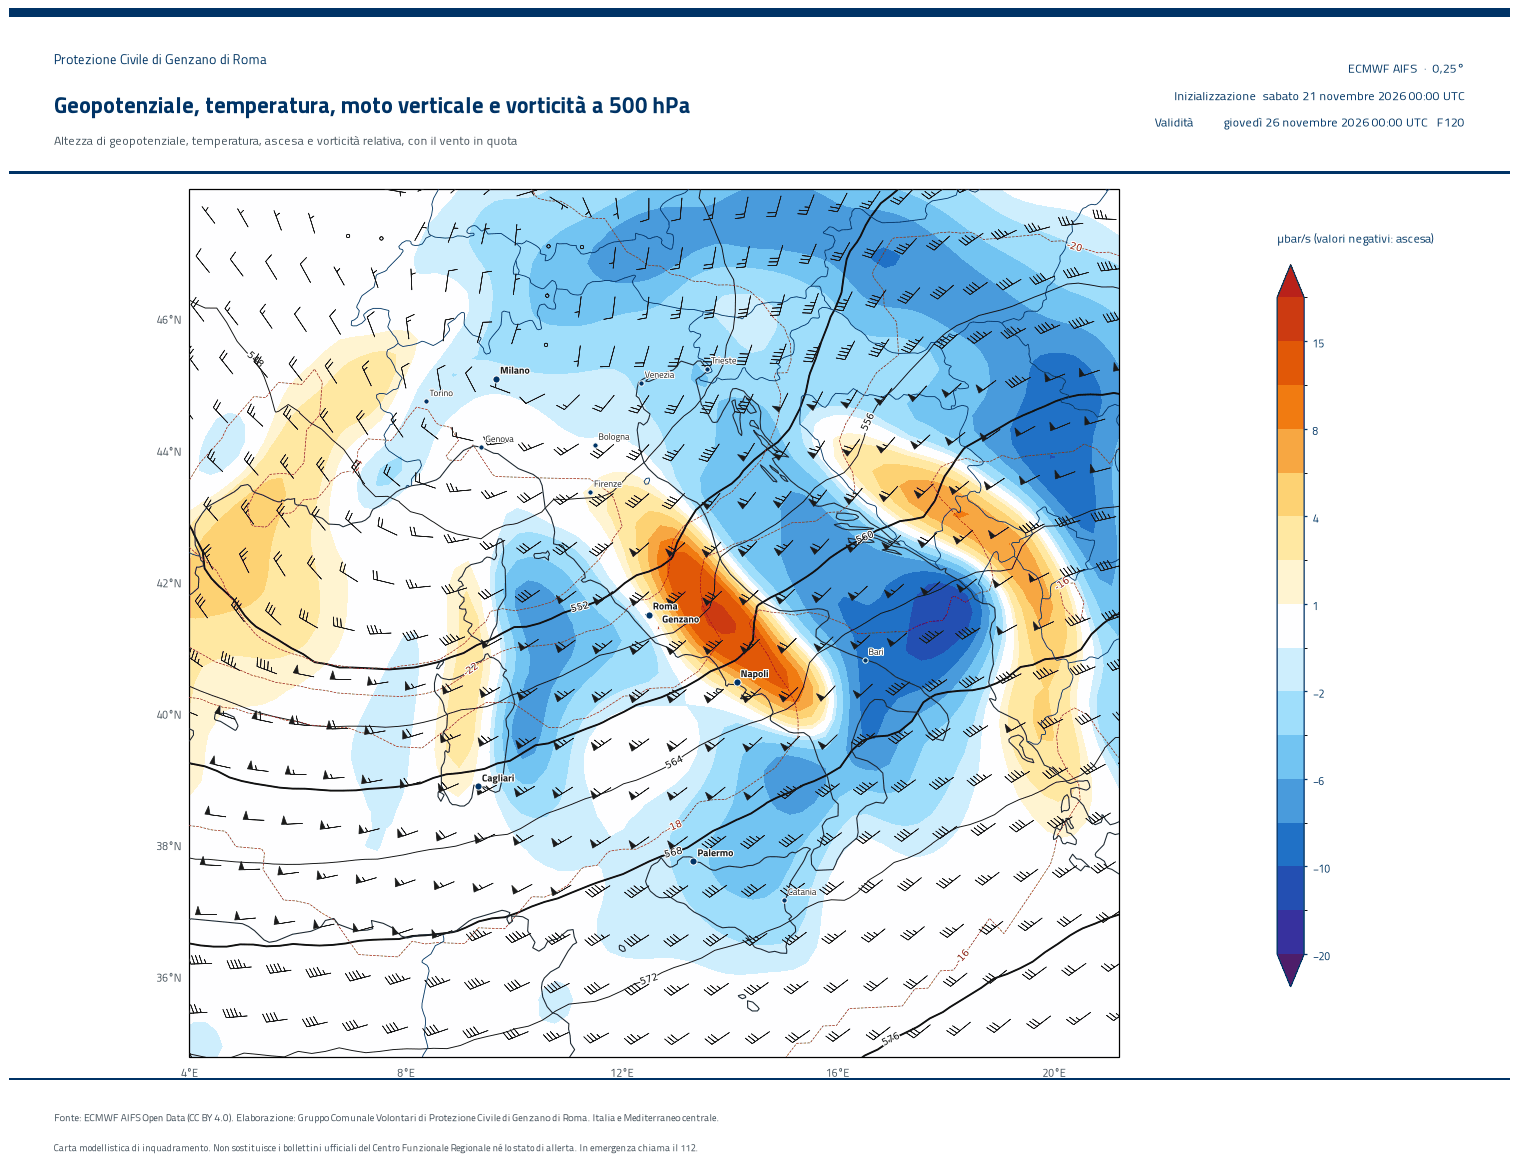 Protezione Civile di Genzano di Roma
Geopotenziale, temperatura, moto verticale e vorticità a 500 hPa
Altezza di geopotenziale, temperatura, ascesa e vorticità relativa, con il vento in quota
ECMWF AIFS · 0,25°
Inizializzazione sabato 21 novembre 2026 00:00 UTC
Validità giovedì 26 novembre 2026 00:00 UTC F120
µbar/s (valori negativi: ascesa)
15
8
4
1
−2
−6
−10
−20
46°N
44°N
42°N
40°N
38°N
36°N
4°E
8°E
12°E
16°E
20°E
-20
Trieste
Milano
Venezia
Torino
556
Genova
Bologna
Firenze
560
-16
552
Roma
Genzano
Bari
-22
Napoli
564
Cagliari
-18
568
Palermo
Catania
-16
572
576
Fonte: ECMWF AIFS Open Data (CC BY 4.0). Elaborazione: Gruppo Comunale Volontari di Protezione Civile di Genzano di Roma. Italia e Mediterraneo centrale.
Carta modellistica di inquadramento. Non sostituisce i bollettini ufficiali del Centro Funzionale Regionale né lo stato di allerta. In emergenza chiama il 112.